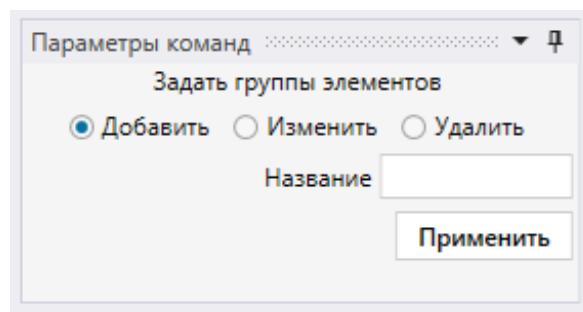 Параметры команд
Задать группы элементов
Добавить Изменить Удалить
Название
Применить